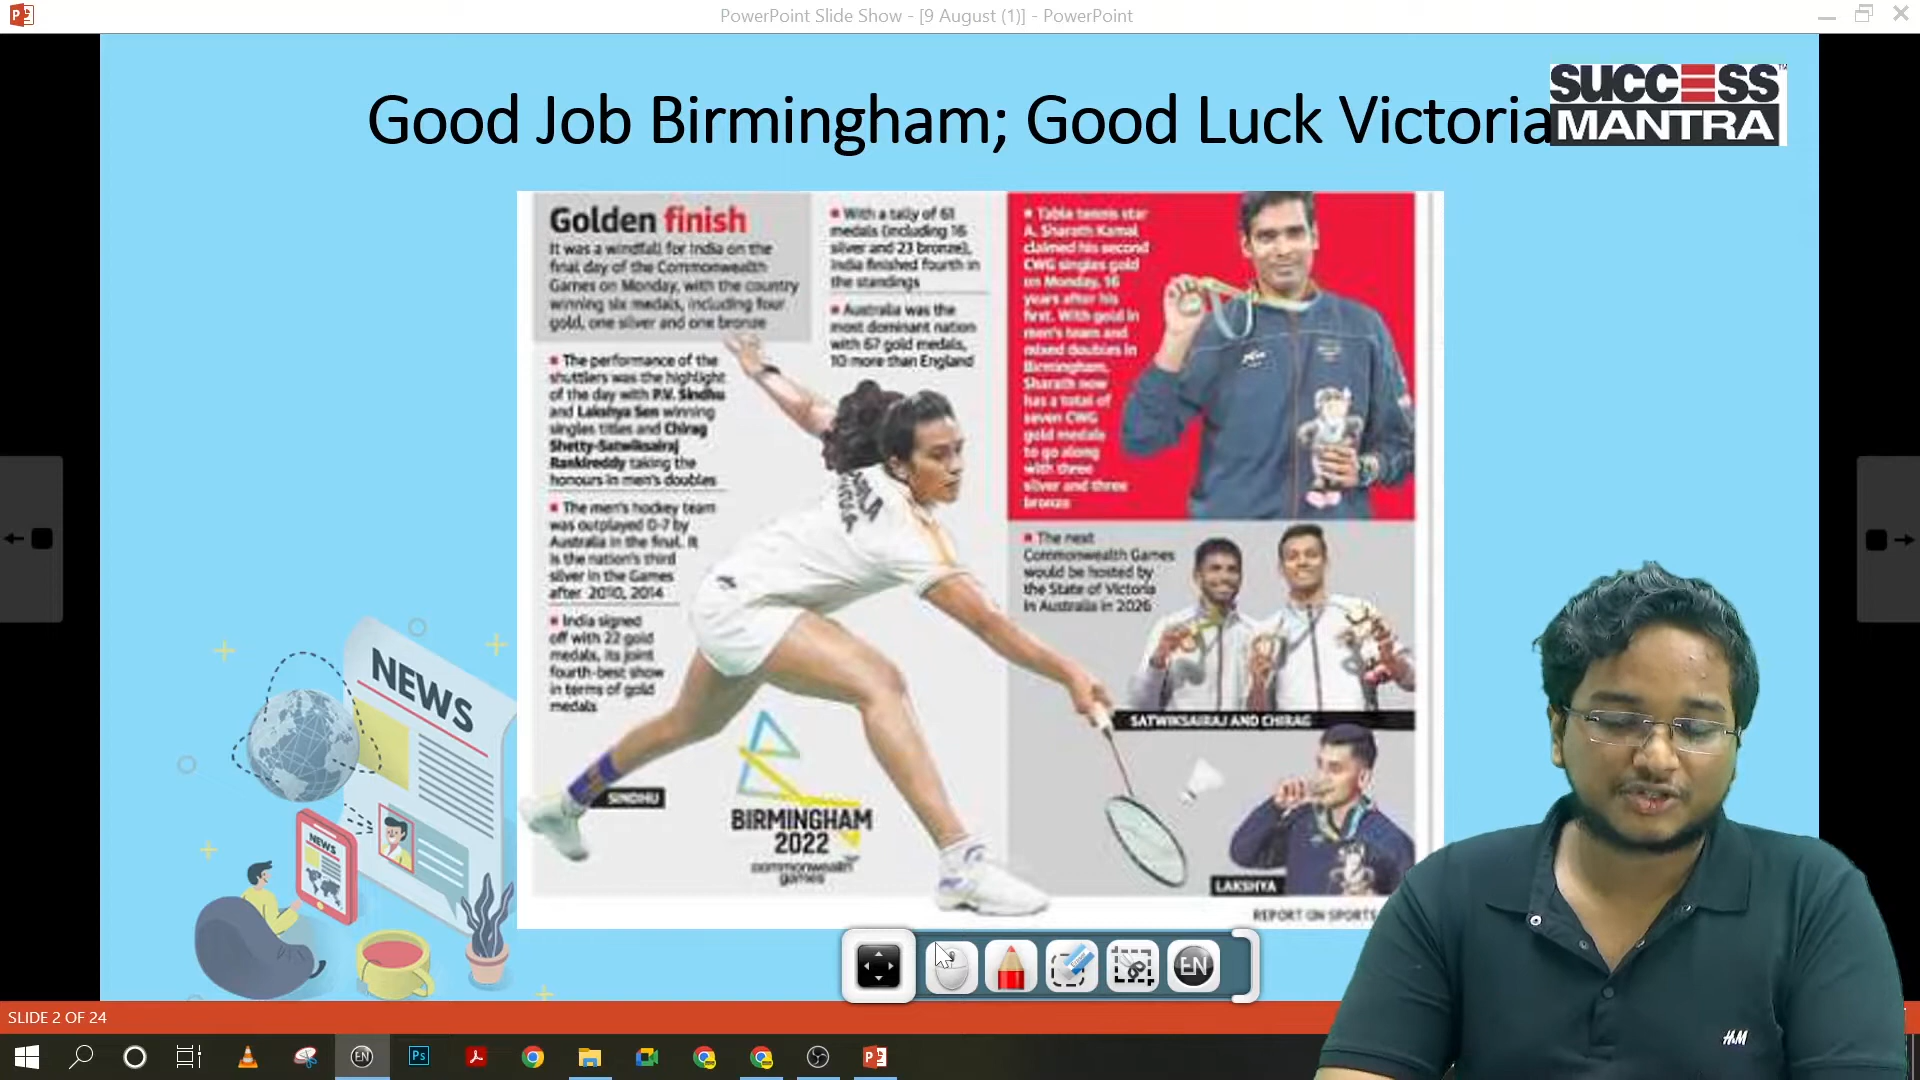 PowerPoint Slide Show - [9 August (1)] - PowerPoint
SUCCESS
MANTRA
Good Job Birmingham; Good Luck Victoria
Golden finish
It was a windfall for India on the
final day of the Commonwealth
Games on Monday, with the country
winning six medals, including four
gold, one silver and one bronze
The performance of the
shuttlers was the highlight
of the day with P.V. Sindhu
and Lakshya Sen winning
singles titles and Chirag
Shetty-Satwiksairaj
Rankireddy taking the
honours in men's doubles
The men's hockey team
was outplayed 0-7 by
Australia in the final. It
is the nation's third
silver in the Games
after 2010, 2014
India signed
off with 22 gold
medals, its joint
fourth-best show
in terms of gold
medals
With a tally of 61
medals (including 16
silver and 23 bronze),
India finished fourth in
the standings
Australia was the
most dominant nation
with 67 gold medals,
10 more than England
Table tennis star
A. Sharath Kamal
claimed his second
CWG singles gold
on Monday, 16
years after his
first. With gold in
men's team and
mixed doubles in
Birmingham,
Sharath now
has a total of
seven CWG
gold medals
to go along
with three
silver and three
bronze
The next
Commonwealth Games
would be hosted by
the State of Victoria
in Australia in 2026
SATWIKSAIRAJ AND CHIRAG
SINDHU
BIRMINGHAM
2022
commonwealth
games
LAKSHYA
REPORT ON SPORTS
NEWS
NEWS
EN
H&M
SLIDE 2 OF 24
EN
Ps